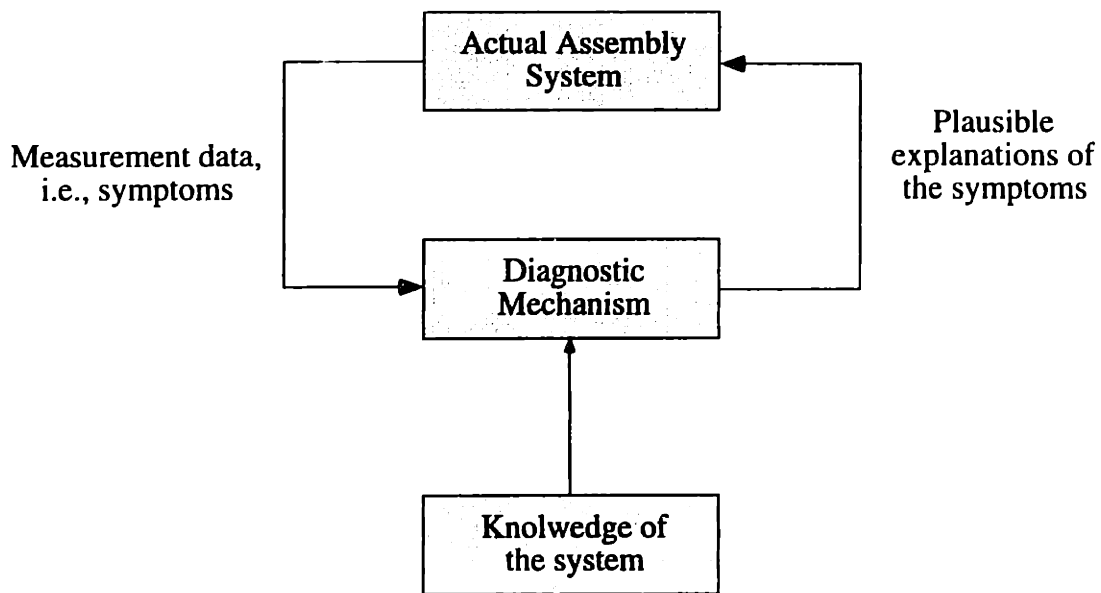 Actual Assembly
System
Measurement data,
i.e., symptoms
Plausible
explanations of
the symptoms
Diagnostic
Mechanism
Knolwedge of
the system